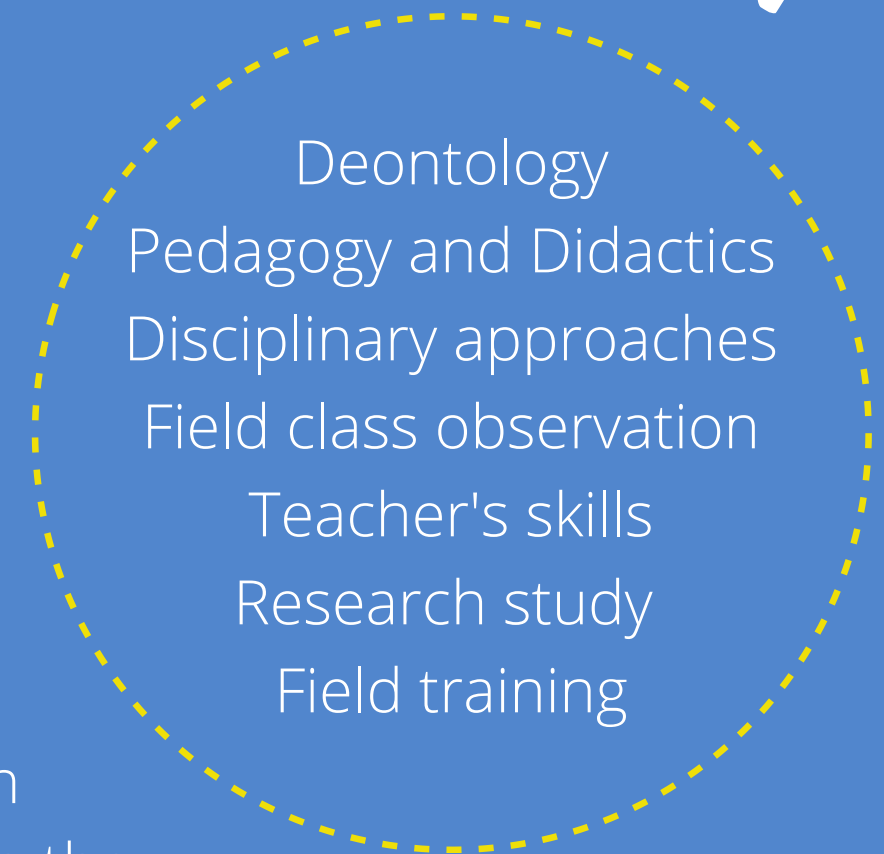 Deontology
Pedagogy and Didactics
Disciplinary approaches
Field class observation
Teacher's skills
Research study
Field training